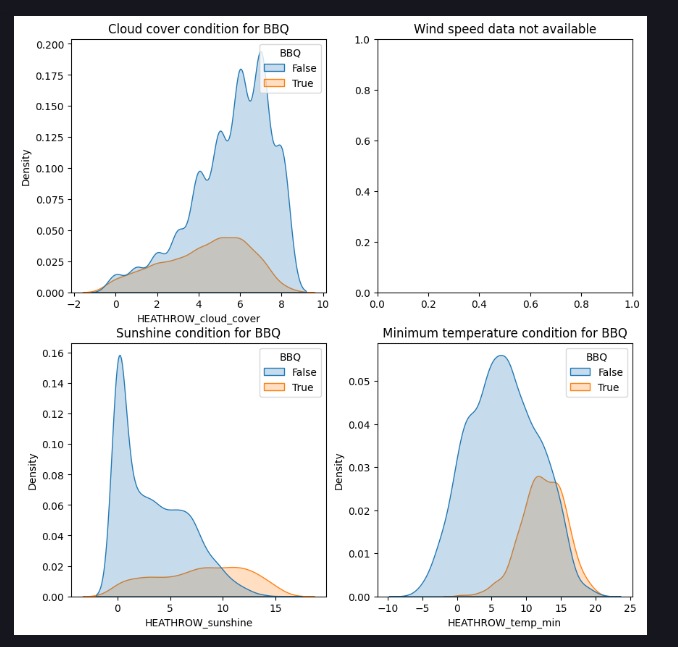 Cloud cover condition for BBQ
0.200
0.175
0.150
0.125
0.100
0.075
0.050
0.025
0.000
Density
BBQ
False
True
−2 0 2 4 6 8 10
HEATHROW_cloud_cover
Wind speed data not available
1.0
0.8
0.6
0.4
0.2
0.0
0.0 0.2 0.4 0.6 0.8 1.0
Sunshine condition for BBQ
0.16
0.14
0.12
0.10
0.08
0.06
0.04
0.02
0.00
Density
BBQ
False
True
0 5 10 15
HEATHROW_sunshine
Minimum temperature condition for BBQ
0.05
0.04
0.03
0.02
0.01
0.00
Density
BBQ
False
True
−10 −5 0 5 10 15 20 25
HEATHROW_temp_min